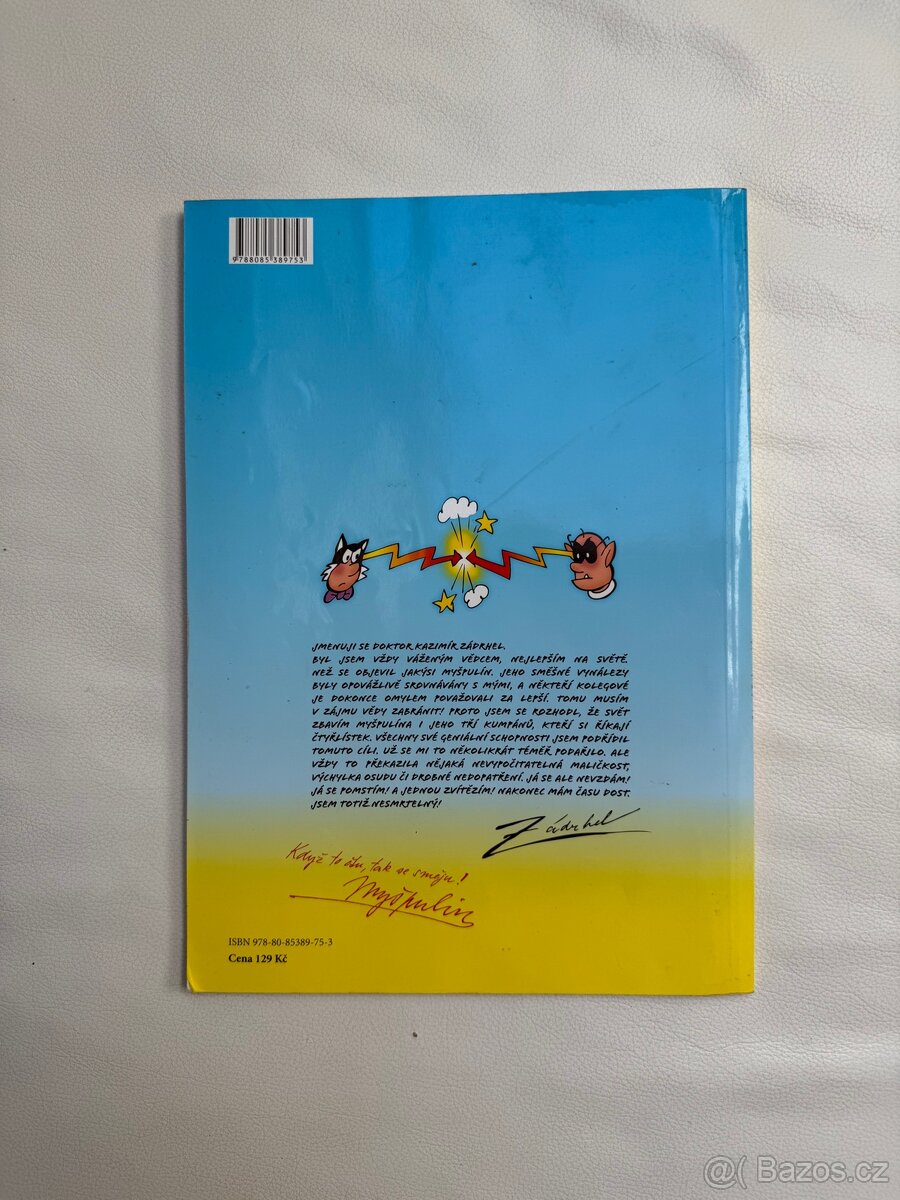 9788085389753
JMENUJI SE DOKTOR KAZIMÍR ZÁDRHEL.
BYL JSEM VŽDY VÁŽENÝM VĚDCEM, NEJLEPŠÍM NA SVĚTĚ.
NEŽ SE OBJEVIL JAKÝSI MYŠPULÍN. JEHO SMĚŠNÉ VYNÁLEZY
BYLY OPOVÁŽLIVĚ SROVNÁVÁNY S MÝMI, A NĚKTEŘÍ KOLEGOVÉ
JE DOKONCE OMYLEM POVAŽOVALI ZA LEPŠÍ. TOMU MUSÍM
V ZÁJMU VĚDY ZABRÁNIT! PROTO JSEM SE ROZHODL, ŽE SVĚT
ZBAVÍM MYŠPULÍNA I JEHO TŘÍ KUMPÁNŮ, KTEŘÍ SI ŘÍKAJÍ
ČTYŘLÍSTEK. VŠECHNY SVÉ GENIÁLNÍ SCHOPNOSTI JSEM PODŘÍDIL
TOMUTO CÍLI. UŽ SE MI TO NĚKOLIKRÁT TÉMĚŘ PODAŘILO. ALE
VŽDY TO PŘEKAZILA NĚJAKÁ NEVYPOČITATELNÁ MALIČKOST,
VÝCHYLKA OSUDU ČI DROBNÉ NEDOPATŘENÍ. JÁ SE ALE NEVZDÁM!
JÁ SE POMSTÍM! A JEDNOU ZVÍTĚZÍM! NAKONEC MÁM ČASU DOST.
JSEM TOTIŽ NESMRTELNÝ!
Zádrhel
Když to čtu, tak se směju!
Myšpulín
ISBN 978-80-85389-75-3
Cena 129 Kč
@( Bazos.cz